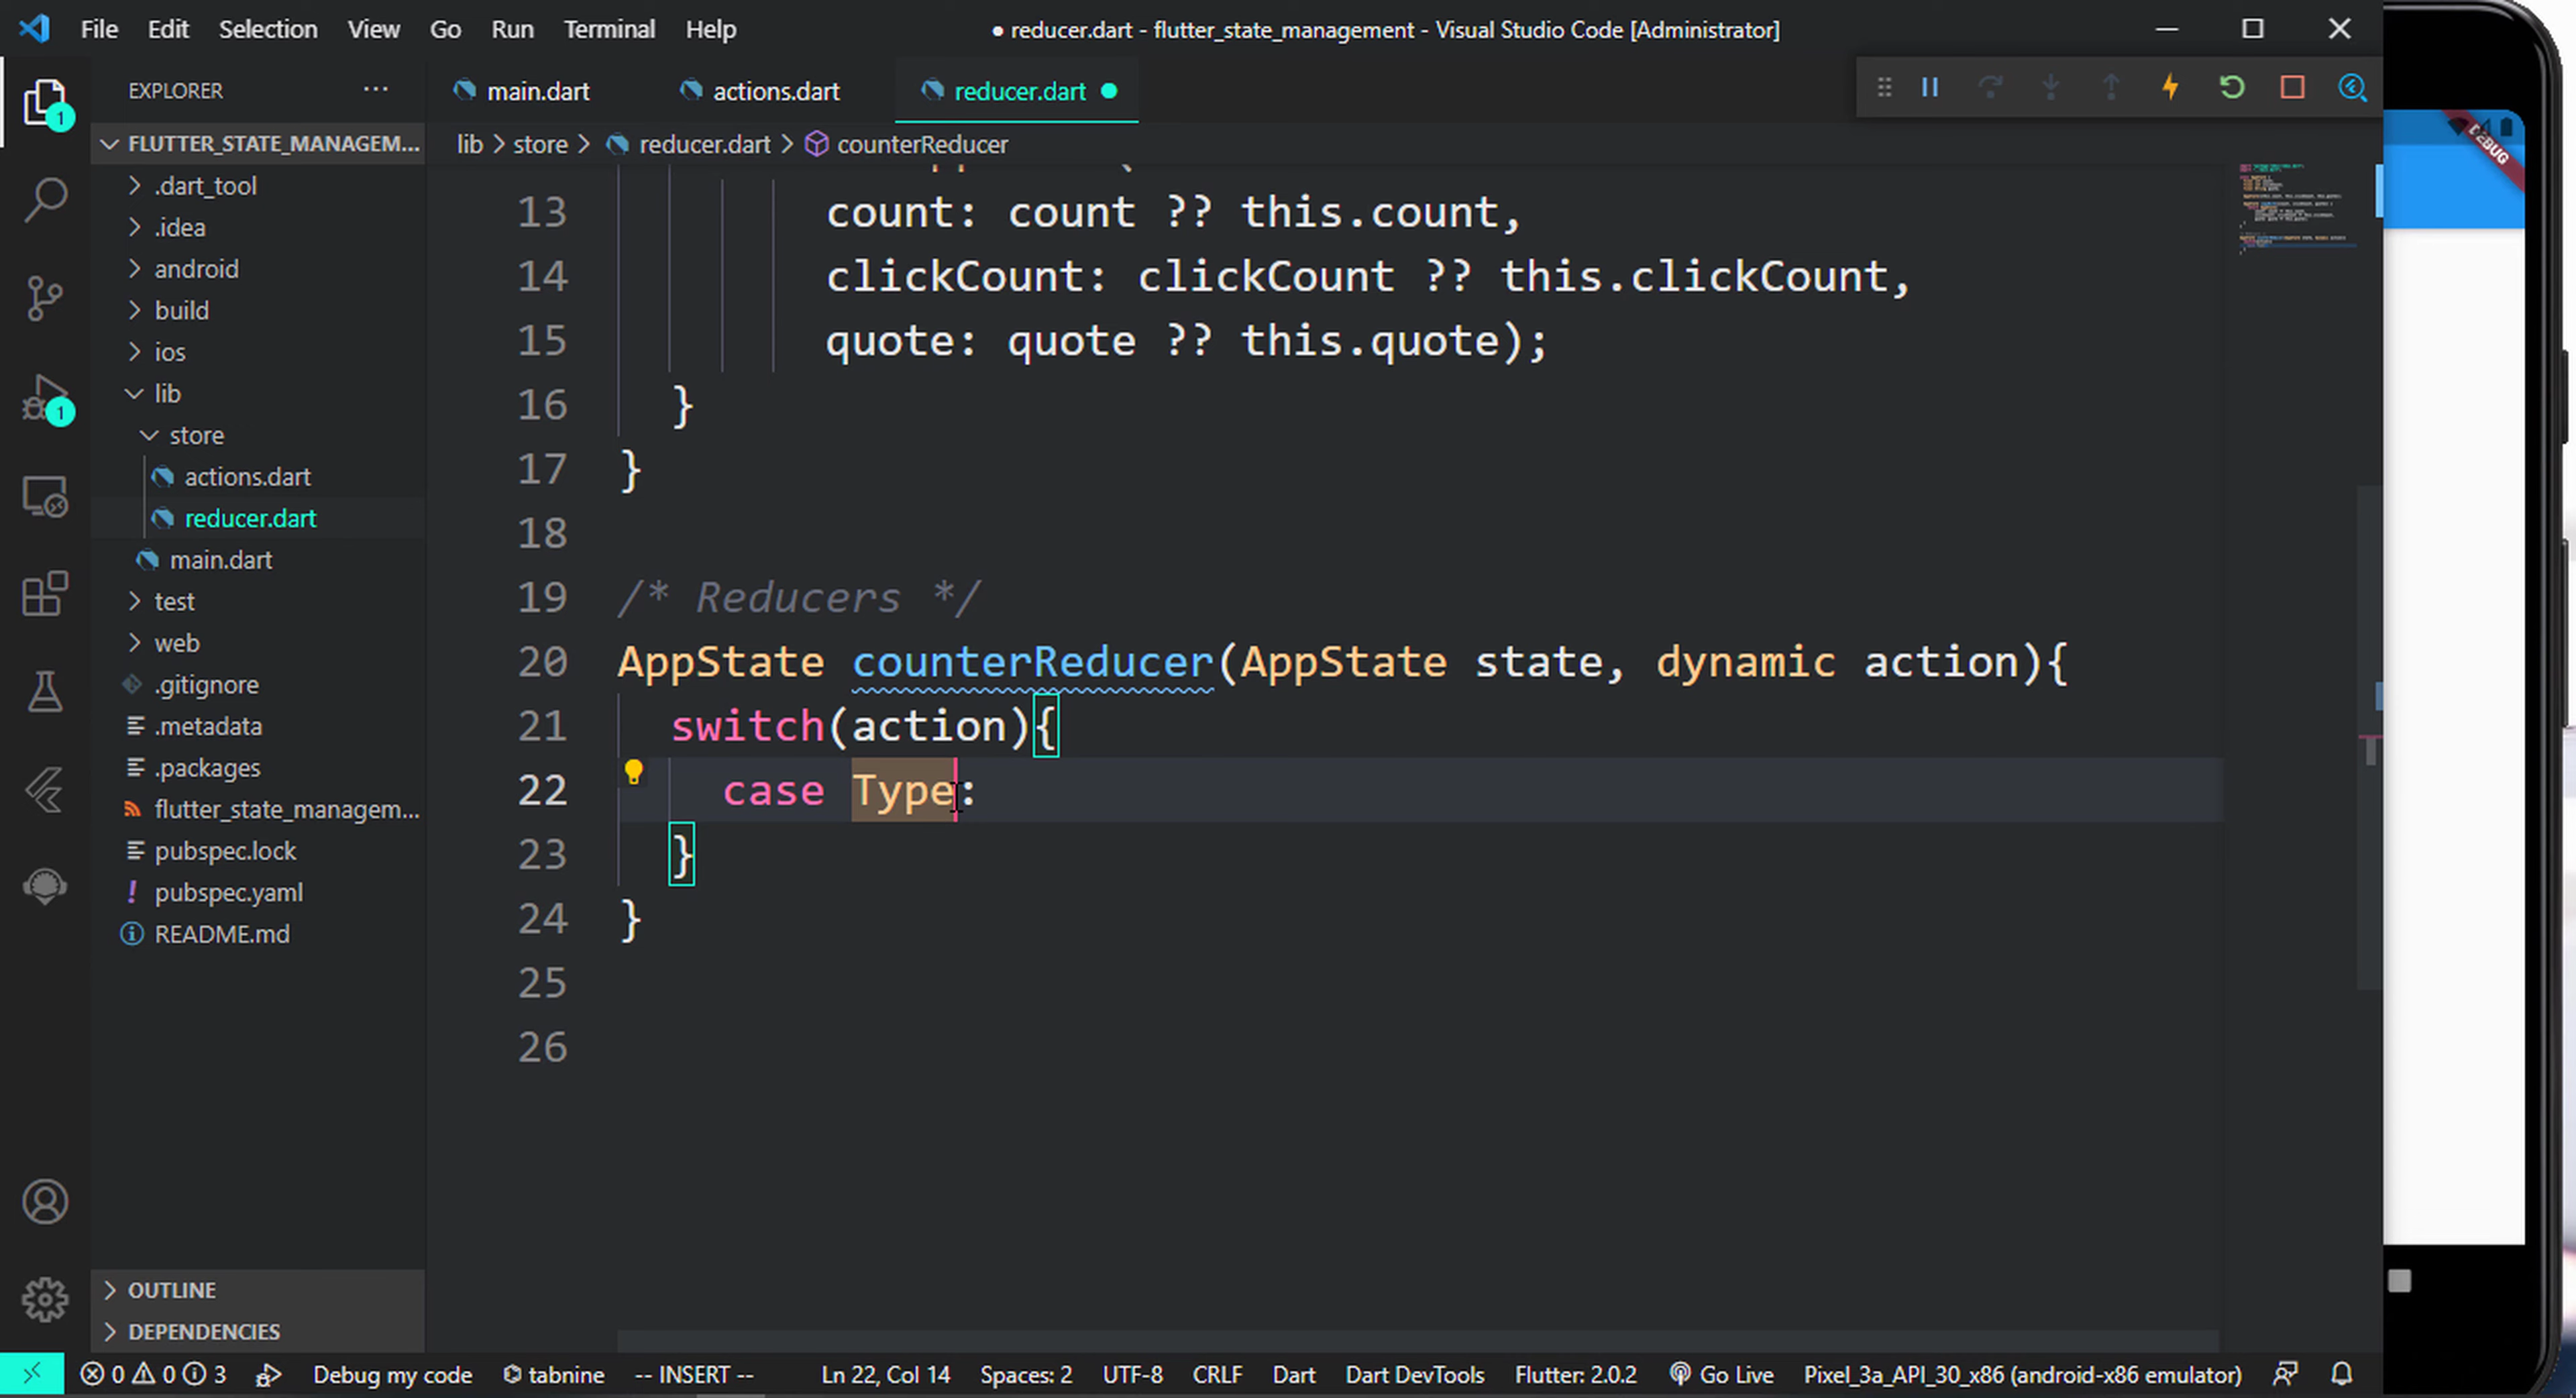 File Edit Selection View Go Run Terminal Help
● reducer.dart - flutter_state_management - Visual Studio Code [Administrator]
EXPLORER ···
main.dart actions.dart reducer.dart
FLUTTER_STATE_MANAGEM...
lib > store > reducer.dart > counterReducer
.dart_tool
.idea
android
build
ios
lib
store
actions.dart
reducer.dart
main.dart
test
web
.gitignore
.metadata
.packages
flutter_state_managem...
pubspec.lock
pubspec.yaml
README.md
OUTLINE
DEPENDENCIES
1
1
13 count: count ?? this.count,
14 clickCount: clickCount ?? this.clickCount,
15 quote: quote ?? this.quote);
16 }
17 }
18
19 /* Reducers */
20 AppState counterReducer(AppState state, dynamic action){
21 switch(action){
22 case Type:
23 }
24 }
25
26
DEBUG
0 0 3 Debug my code tabnine -- INSERT -- Ln 22, Col 14 Spaces: 2 UTF-8 CRLF Dart Dart DevTools Flutter: 2.0.2 Go Live Pixel_3a_API_30_x86 (android-x86 emulator)